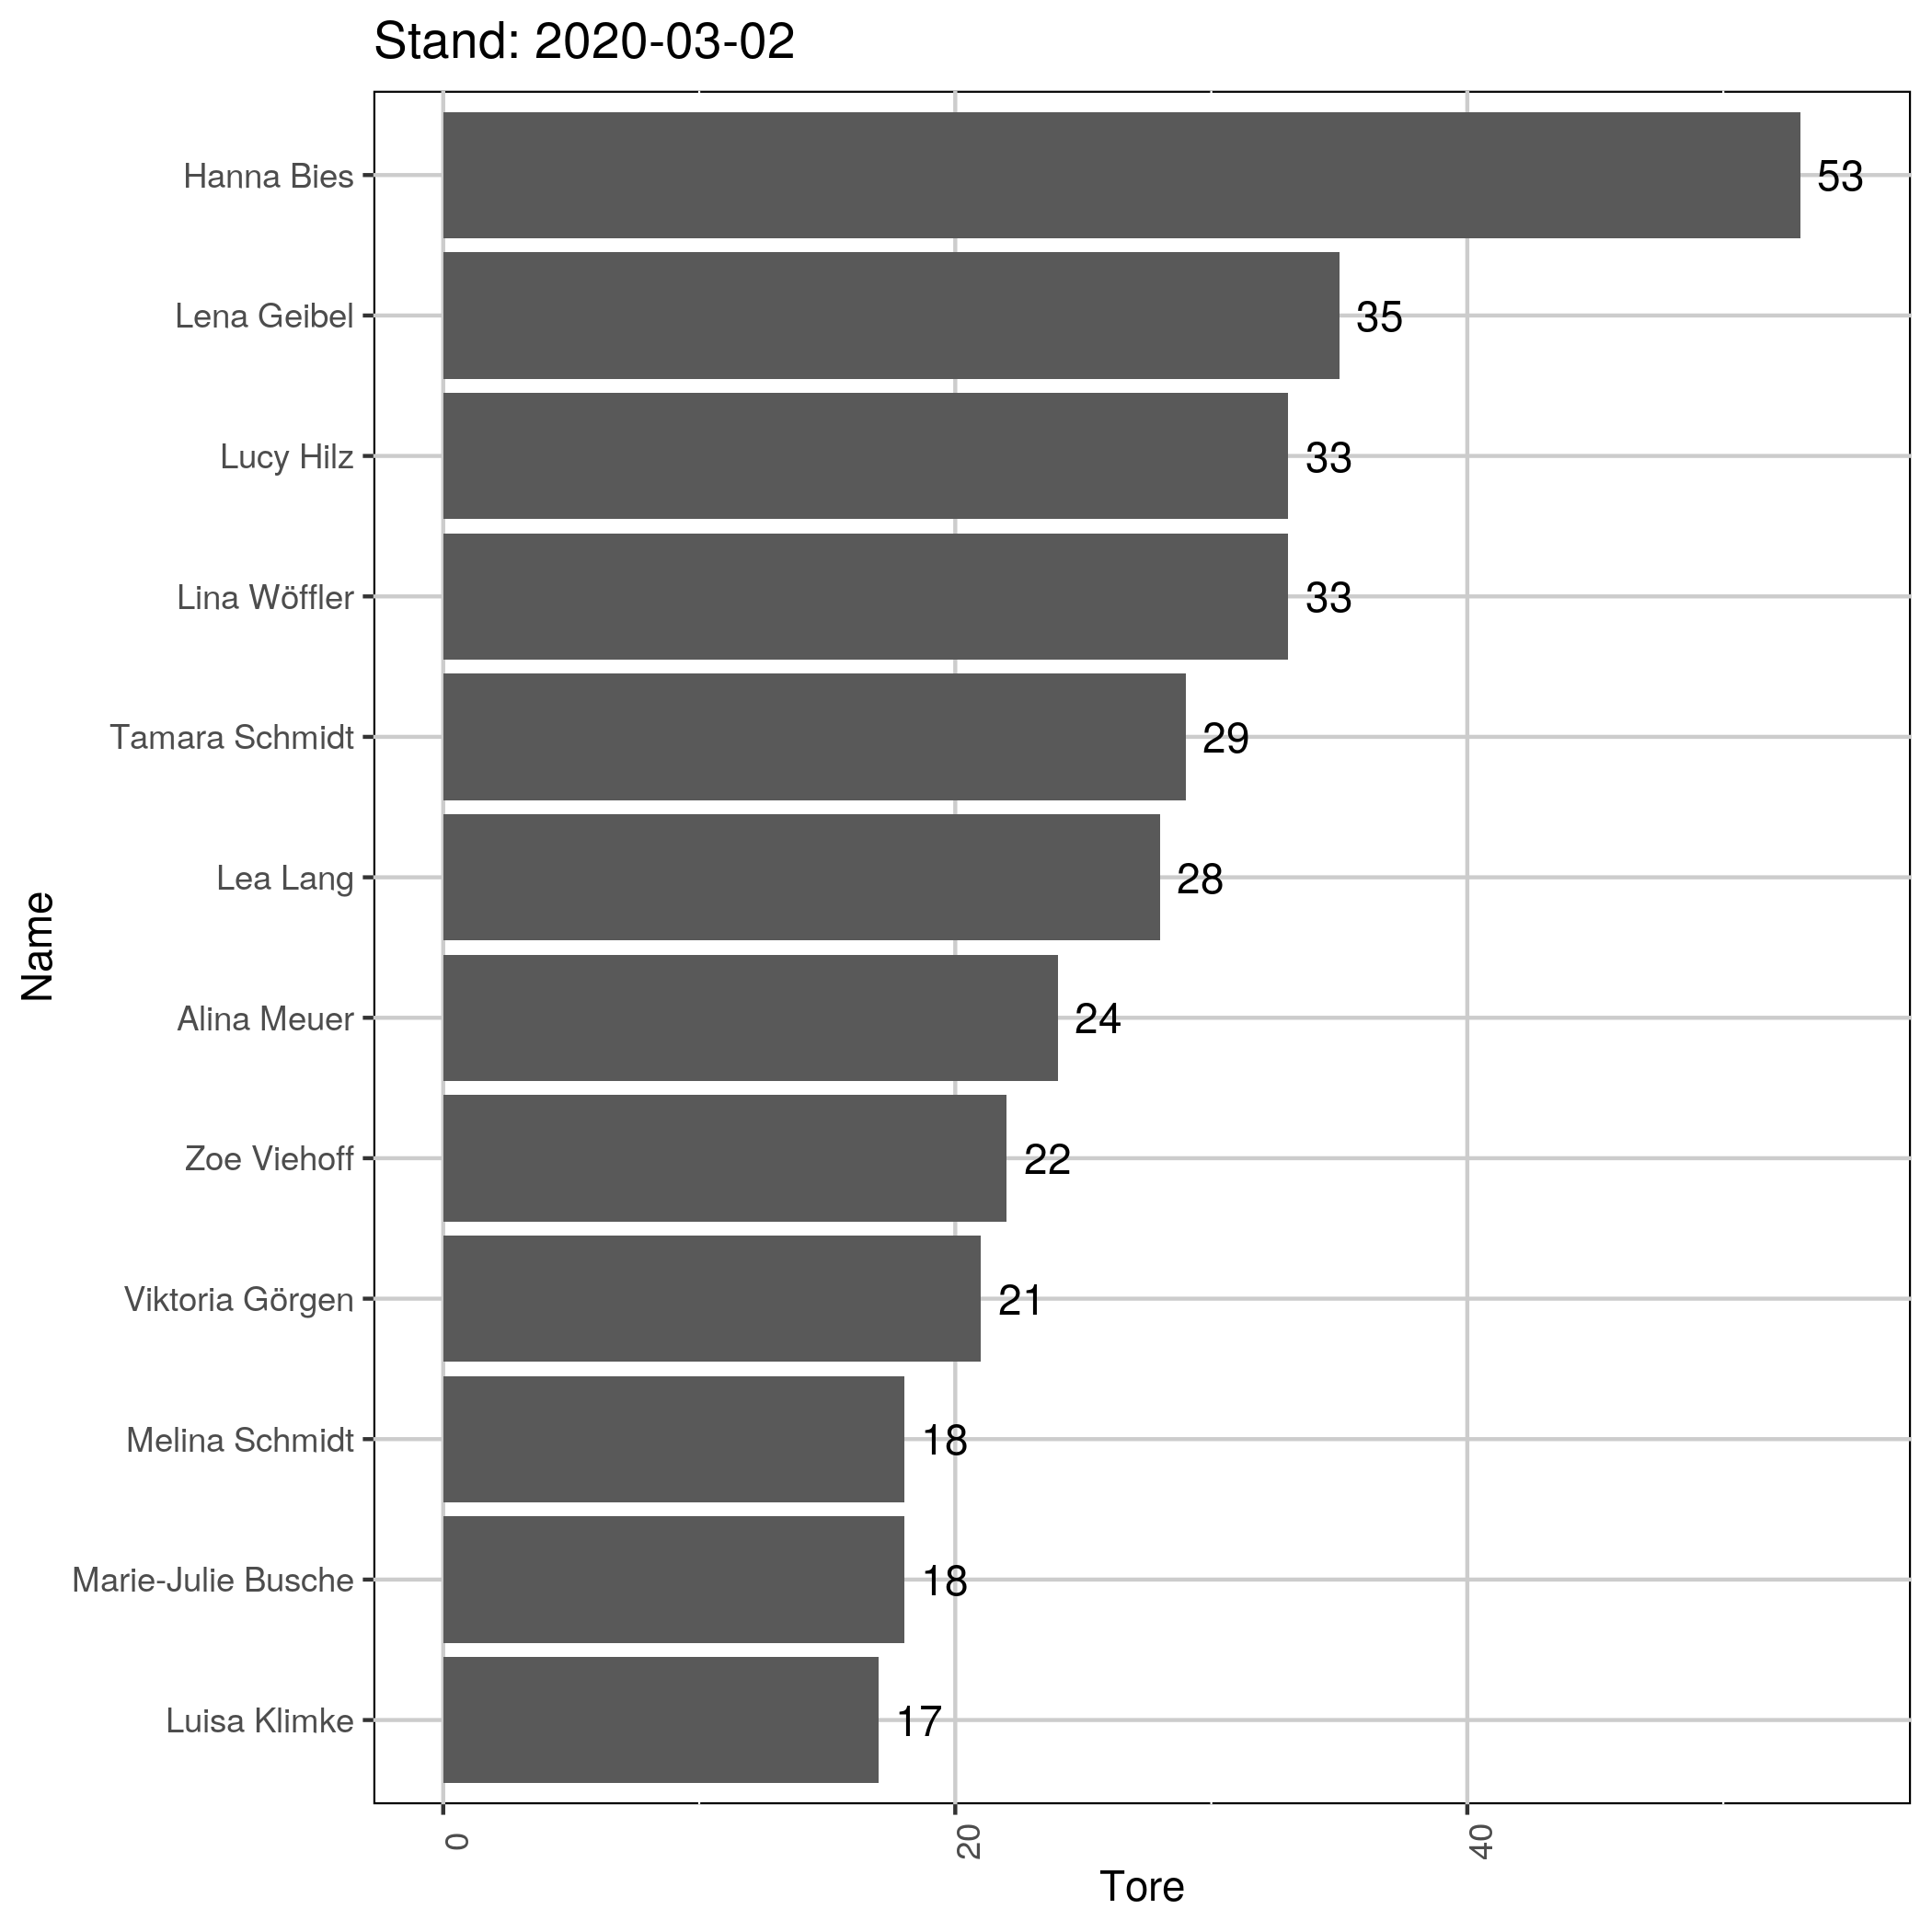 Stand: 2020-03-02
Hanna Bies 53
Lena Geibel 35
Lucy Hilz 33
Lina Wöffler 33
Tamara Schmidt 29
Lea Lang 28
Alina Meuer 24
Zoe Viehoff 22
Viktoria Görgen 21
Melina Schmidt 18
Marie-Julie Busche 18
Luisa Klimke 17
Name
0 20 40
Tore